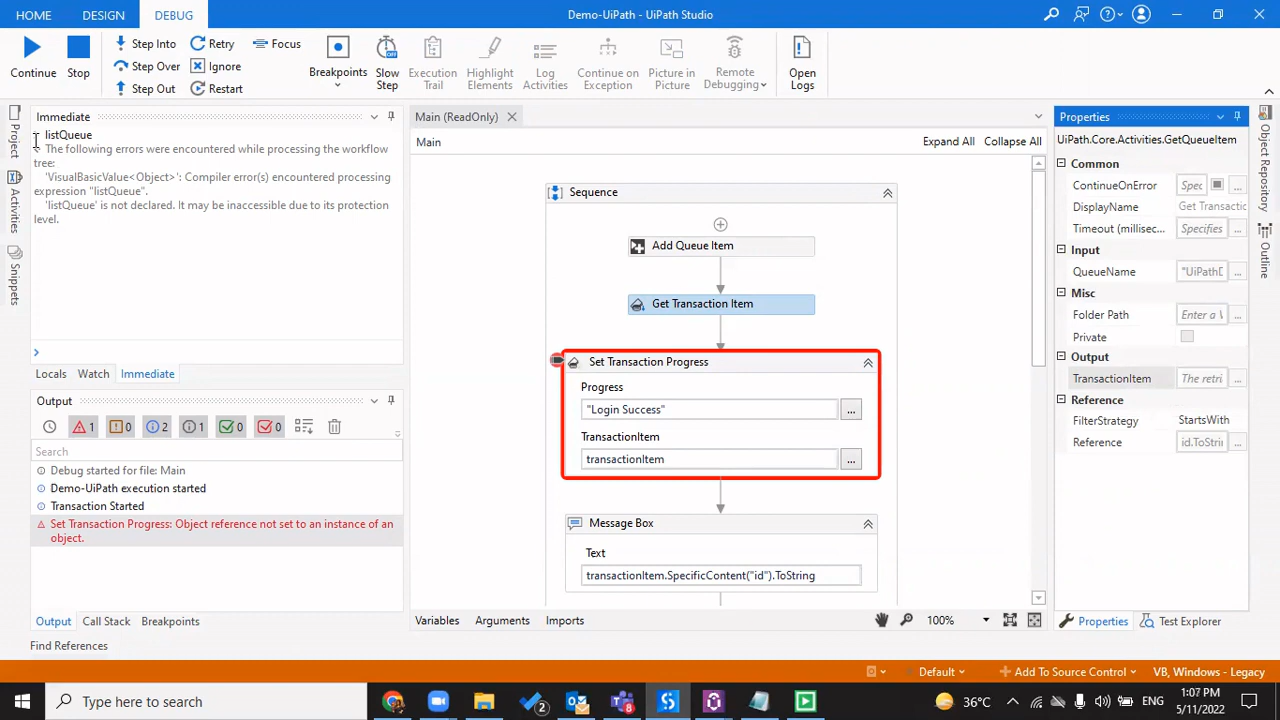 HOME DESIGN DEBUG Demo-UiPath - UiPath Studio
Continue Stop Step Into Step Over Step Out Retry Ignore Restart Focus Breakpoints Slow Step Execution Trail Highlight Elements Log Activities Continue on Exception Picture in Picture Remote Debugging Open Logs
Project
Activities
Snippets
Immediate
listQueue
The following errors were encountered while processing the workflow
tree:
'VisualBasicValue<Object>': Compiler error(s) encountered processing
expression "listQueue".
'listQueue' is not declared. It may be inaccessible due to its protection
level.
Locals Watch Immediate
Output
1 0 2 1 0 0
Search
Debug started for file: Main
Demo-UiPath execution started
Transaction Started
Set Transaction Progress: Object reference not set to an instance of an
object.
Output Call Stack Breakpoints
Find References
Main (ReadOnly)
Main Expand All Collapse All
Sequence
Add Queue Item
Get Transaction Item
Set Transaction Progress
Progress
"Login Success" ...
TransactionItem
transactionItem ...
Message Box
Text
transactionItem.SpecificContent("id").ToString
Variables Arguments Imports 100%
Properties
UiPath.Core.Activities.GetQueueItem
Common
ContinueOnError Spec ...
DisplayName Get Transactic
Timeout (millisec... Specifies ...
Input
QueueName "UiPathD ...
Misc
Folder Path Enter a V ...
Private
Output
TransactionItem The retri ...
Reference
FilterStrategy StartsWith
Reference id.ToStrin ...
Properties Test Explorer
Object Repository
Outline
Default Add To Source Control VB, Windows - Legacy
Type here to search 2 8 36°C ENG 1:07 PM
5/11/2022